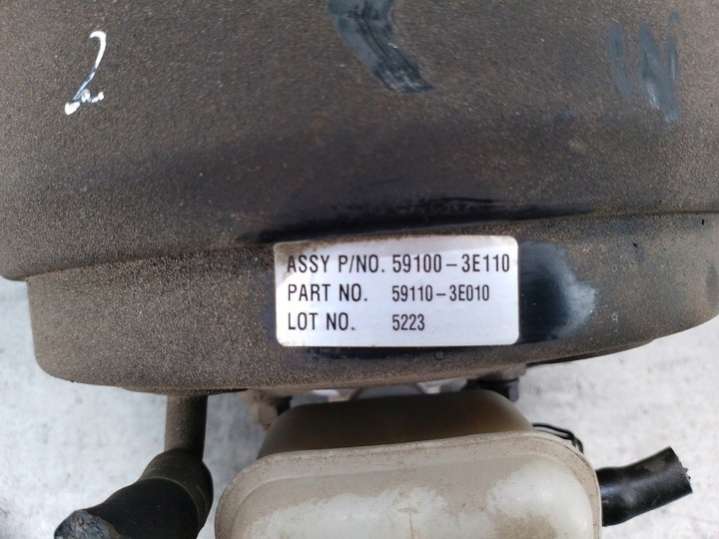 2
ASSY P/NO. 59100-3E110
PART NO. 59110-3E010
LOT NO. 5223